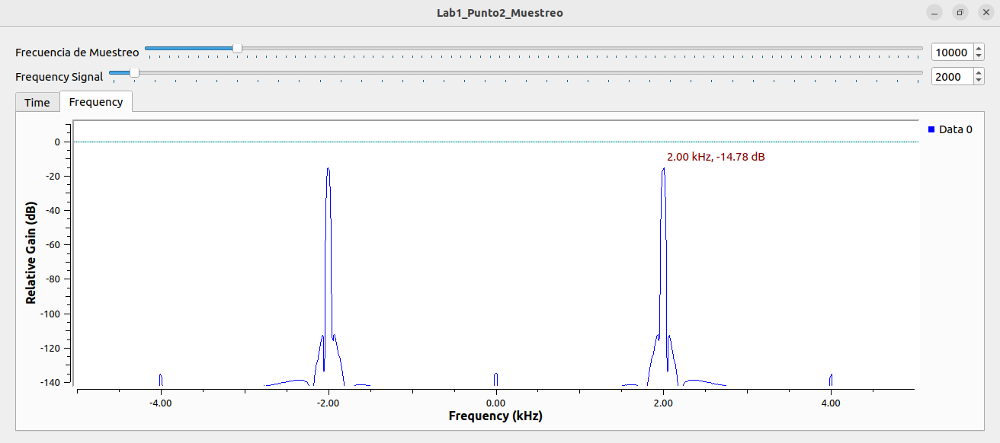 Lab1_Punto2_Muestreo
Frecuencia de Muestreo
10000
Frequency Signal
2000
Time
Frequency
Data 0
2.00 kHz, -14.78 dB
Relative Gain (dB)
0
-20
-40
-60
-80
-100
-120
-140
-4.00
-2.00
0.00
2.00
4.00
Frequency (kHz)